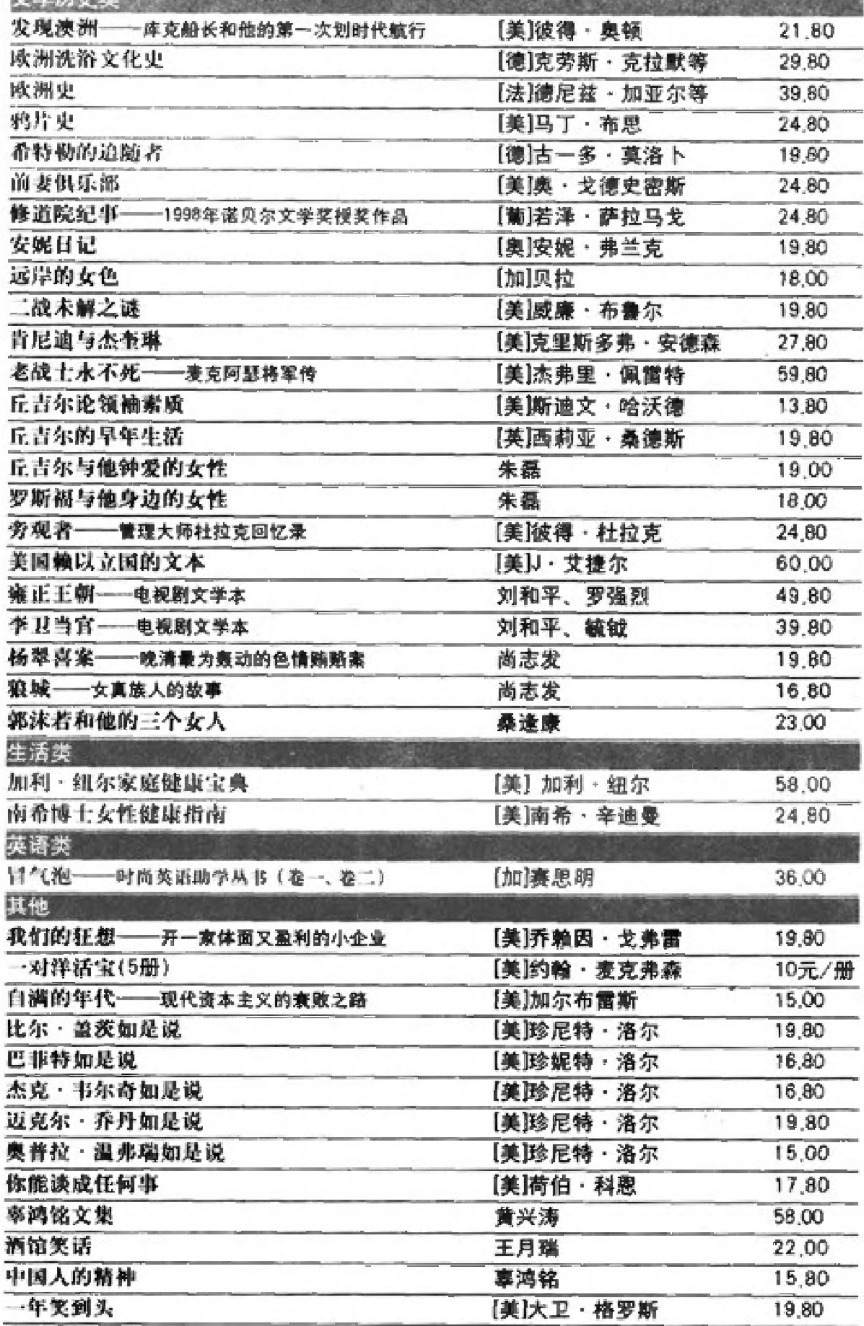 文学历史类
发现澳洲——库克船长和他的第一次划时代航行 [美]彼得·奥顿 21.80
欧洲洗浴文化史 [德]克劳斯·克拉默等 29.80
欧洲史 [法]德尼兹·加亚尔等 39.80
鸦片史 [美]马丁·布思 24.80
希特勒的追随者 [德]古一多·莫洛卜 19.80
前妻俱乐部 [美]奥·戈德史密斯 24.80
修道院纪事——1998年诺贝尔文学奖授奖作品 [葡]若泽·萨拉马戈 24.80
安妮日记 [奥]安妮·弗兰克 19.80
远岸的女色 [加]贝拉 18.00
二战未解之谜 [美]威廉·布鲁尔 19.80
肯尼迪与杰奎琳 [美]克里斯多弗·安德森 27.80
老战士永不死——麦克阿瑟将军传 [美]杰弗里·佩雷特 59.80
丘吉尔论领袖素质 [美]斯迪文·哈沃德 13.80
丘吉尔的早年生活 [英]西莉亚·桑德斯 19.80
丘吉尔与他钟爱的女性 朱磊 19.00
罗斯福与他身边的女性 朱磊 18.00
旁观者——管理大师杜拉克回忆录 [美]彼得·杜拉克 24.80
美国赖以立国的文本 [美]J·艾捷尔 60.00
雍正王朝——电视剧文学本 刘和平、罗强烈 49.80
李卫当官——电视剧文学本 刘和平、毓钺 39.80
杨翠喜案——晚清最为轰动的色情贿赂案 尚志发 19.80
狼城——女真族人的故事 尚志发 16.80
郭沫若和他的三个女人 桑逢康 23.00
生活类
加利·纽尔家庭健康宝典 [美] 加利·纽尔 58.00
南希博士女性健康指南 [美]南希·辛迪曼 24.80
英语类
冒气泡——时尚英语助学丛书(卷一、卷二) [加]赛思明 36.00
其他
我们的狂想——开一家体面又盈利的小企业 [美]乔赖因·戈弗雷 19.80
一对洋活宝(5册) [美]约翰·麦克弗森 10元/册
自满的年代——现代资本主义的衰败之路 [美]加尔布雷斯 15.00
比尔·盖茨如是说 [美]珍尼特·洛尔 19.80
巴菲特如是说 [美]珍妮特·洛尔 16.80
杰克·韦尔奇如是说 [美]珍尼特·洛尔 16.80
迈克尔·乔丹如是说 [美]珍尼特·洛尔 19.80
奥普拉·温弗瑞如是说 [美]珍尼特·洛尔 15.00
你能谈成任何事 [美]荷伯·科恩 17.80
辜鸿铭文集 黄兴涛 58.00
酒馆笑话 王月瑞 22.00
中国人的精神 辜鸿铭 15.80
一年笑到头 [美]大卫·格罗斯 19.80